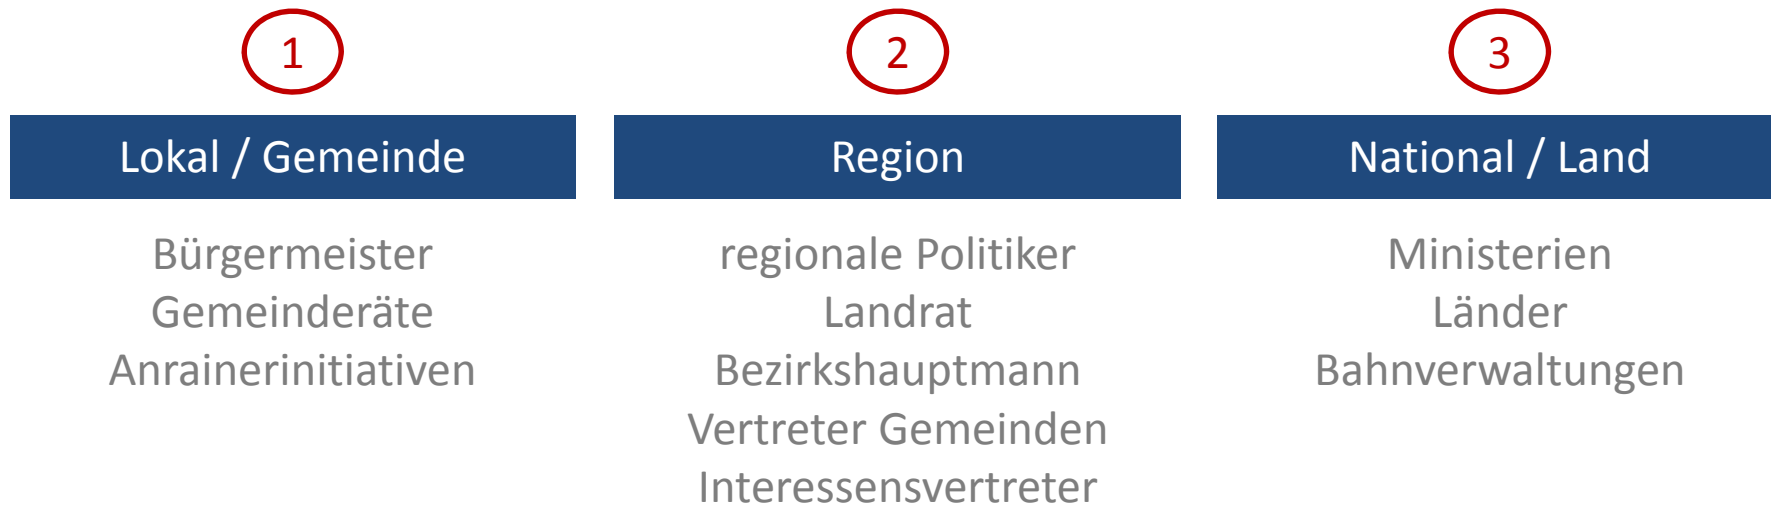 1
Lokal / Gemeinde
Bürgermeister
Gemeinderäte
Anrainerinitiativen
2
Region
regionale Politiker
Landrat
Bezirkshauptmann
Vertreter Gemeinden
Interessensvertreter
3
National / Land
Ministerien
Länder
Bahnverwaltungen